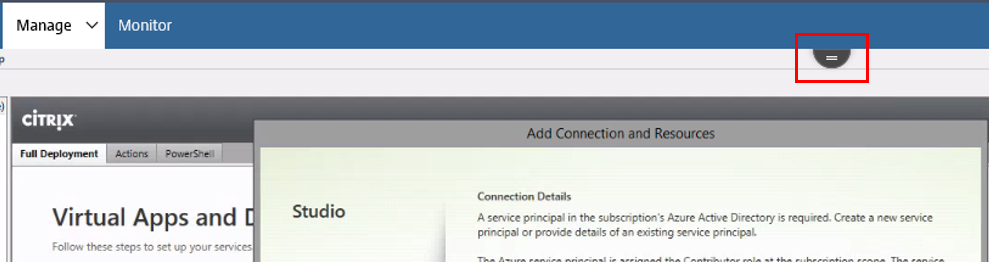 Manage Monitor
CiTRIX
Add Connection and Resources
Full Deployment Actions PowerShell
Connection Details
Studio
A service principal in the subscription's Azure Active Directory is required. Create a new service
Virtual Apps and D
principal or provide details of an existing service principal.
Follow these steps to set up your services
The Azure service principal is assigned the Contributor role at the subscription scope. The service